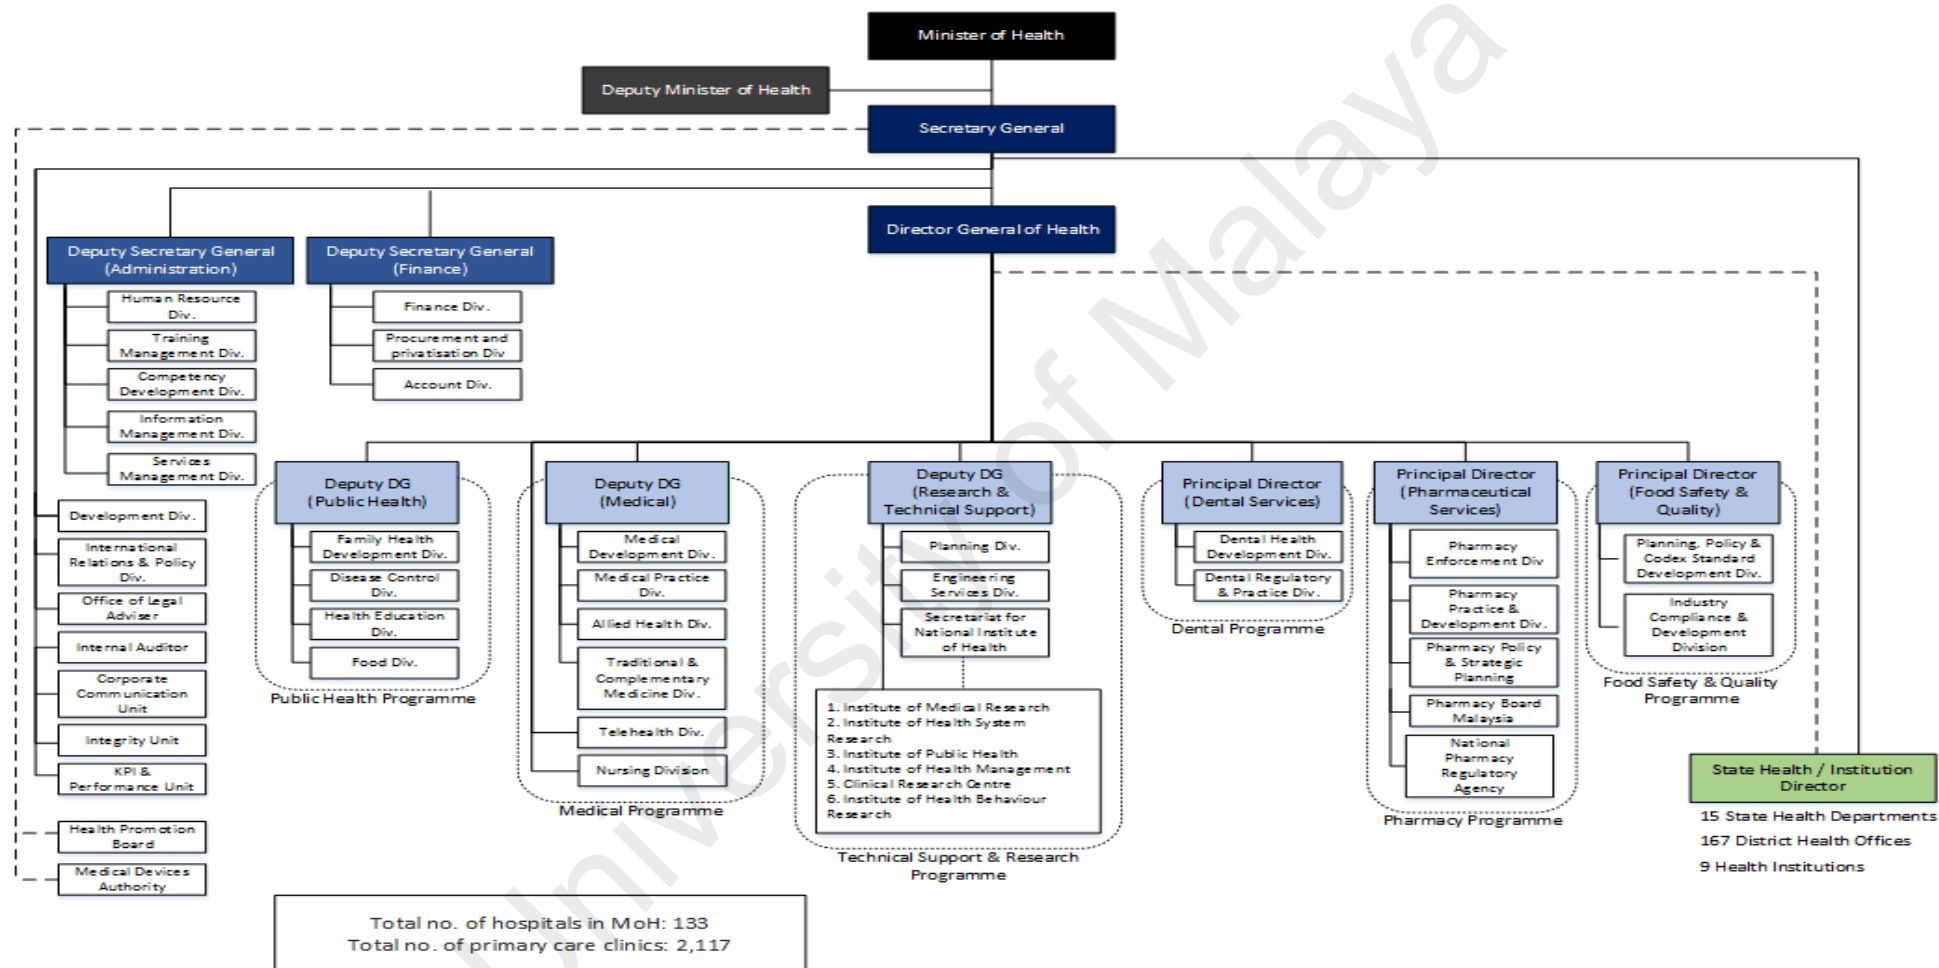 Minister of Health
Deputy Minister of Health
Secretary General
Director General of Health
Deputy Secretary General
(Administration)
Human Resource
Div.
Training
Management Div.
Competency
Development Div.
Information
Management Div.
Services
Management Div.
Deputy Secretary General
(Finance)
Finance Div.
Procurement and
privatisation Div
Account Div.
Development Div.
International
Relations & Policy
Div.
Office of Legal
Adviser
Internal Auditor
Corporate
Communication
Unit
Integrity Unit
KPI &
Performance Unit
Health Promotion
Board
Medical Devices
Authority
Deputy DG
(Public Health)
Family Health
Development Div.
Disease Control
Div.
Health Education
Div.
Food Div.
Public Health Programme
Deputy DG
(Medical)
Medical
Development Div.
Medical Practice
Div.
Allied Health Div.
Traditional &
Complementary
Medicine Div.
Telehealth Div.
Nursing Division
Medical Programme
Deputy DG
(Research &
Technical Support)
Planning Div.
Engineering
Services Div.
Secretariat for
National Institute
of Health
1. Institute of Medical Research
2. Institute of Health System
Research
3. Institute of Public Health
4. Institute of Health Management
5. Clinical Research Centre
6. Institute of Health Behaviour
Research
Technical Support & Research
Programme
Principal Director
(Dental Services)
Dental Health
Development Div.
Dental Regulatory
& Practice Div.
Dental Programme
Principal Director
(Pharmaceutical
Services)
Pharmacy
Enforcement Div
Pharmacy
Practice &
Development Div.
Pharmacy Policy
& Strategic
Planning
Pharmacy Board
Malaysia
National
Pharmacy
Regulatory
Agency
Pharmacy Programme
Principal Director
(Food Safety &
Quality)
Planning, Policy &
Codex Standard
Development Div.
Industry
Compliance &
Development
Division
Food Safety & Quality
Programme
State Health / Institution
Director
15 State Health Departments
167 District Health Offices
9 Health Institutions
Total no. of hospitals in MoH: 133
Total no. of primary care clinics: 2,117
University of Malaya